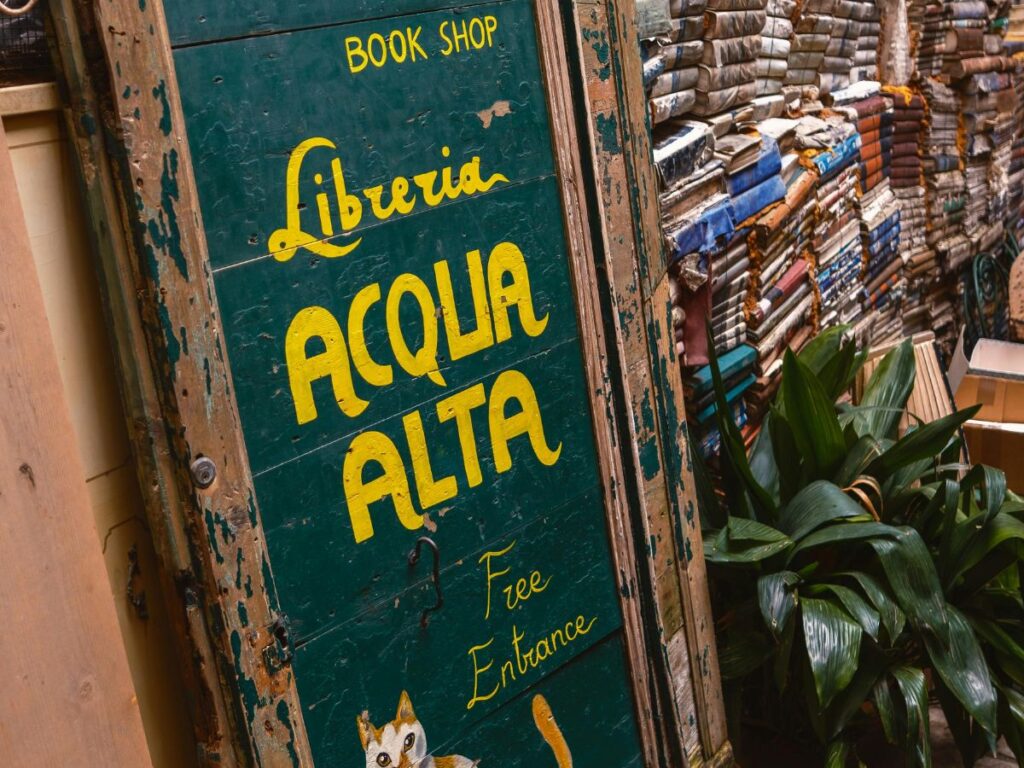 BOOK SHOP
Libreria
ACQUA
ALTA
Free
Entrance